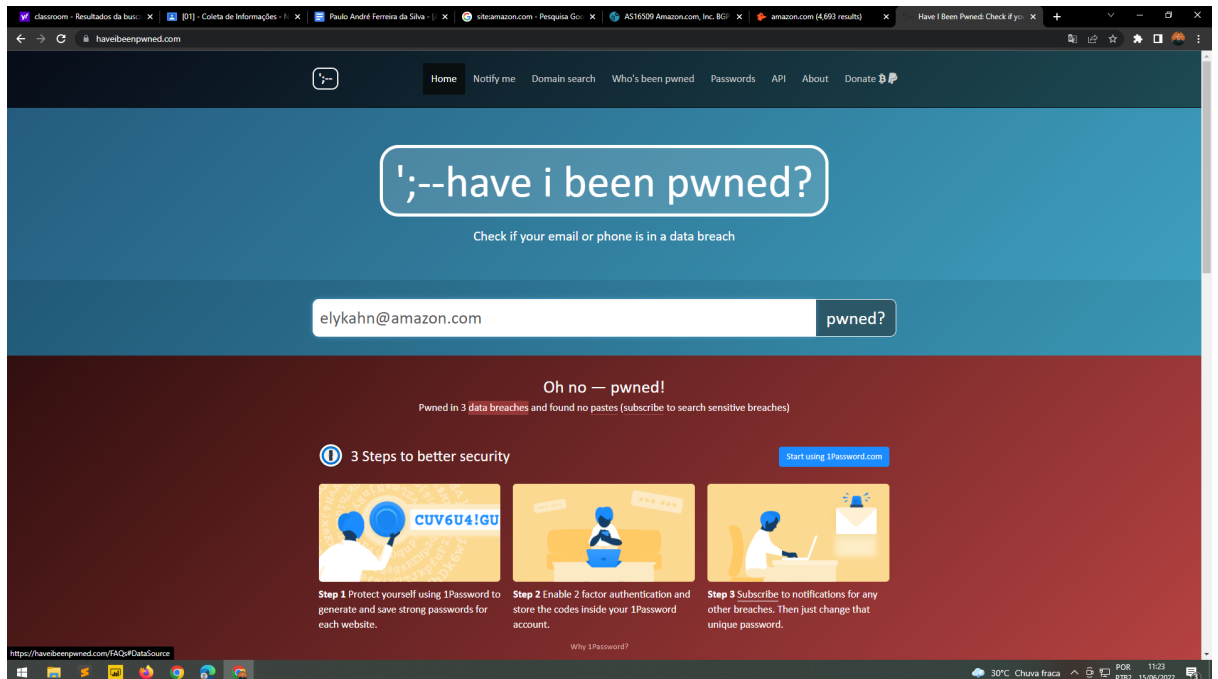 classroom - Resultados da busc
[01] - Coleta de Informações - N
Paulo André Ferreira da Silva - [
site:amazon.com - Pesquisa Goo
AS16509 Amazon.com, Inc. BGP
amazon.com (4,693 results)
Have I Been Pwned: Check if you
haveibeenpwned.com
';--
Home
Notify me
Domain search
Who's been pwned
Passwords
API
About
Donate
';--have i been pwned?
Check if your email or phone is in a data breach
elykahn@amazon.com
pwned?
Oh no — pwned!
Pwned in 3 data breaches and found no pastes (subscribe to search sensitive breaches)
3 Steps to better security
Start using 1Password.com
CUV6U4!GU
Step 1 Protect yourself using 1Password to
generate and save strong passwords for
each website.
Step 2 Enable 2 factor authentication and
store the codes inside your 1Password
account.
Step 3 Subscribe to notifications for any
other breaches. Then just change that
unique password.
Why 1Password?
https://haveibeenpwned.com/FAQs#DataSource
30°C Chuva fraca
POR
PTB2
11:23
15/06/2022